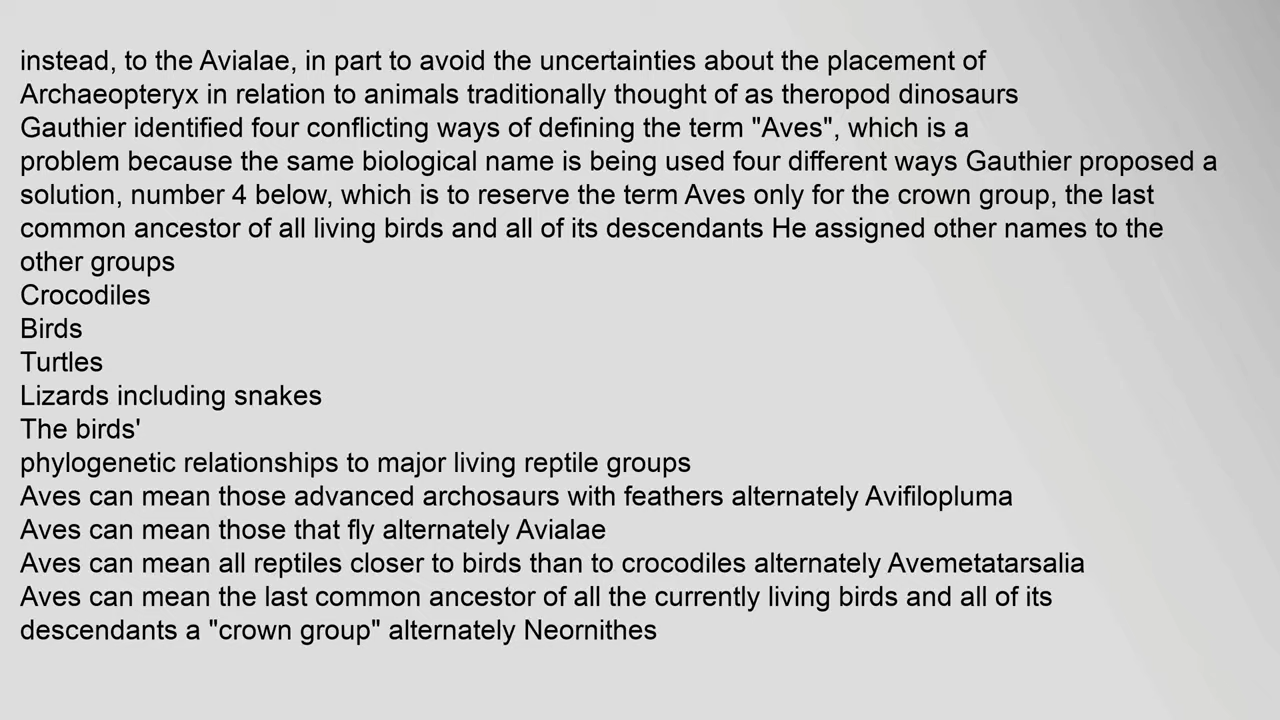 instead, to the Avialae, in part to avoid the uncertainties about the placement of
Archaeopteryx in relation to animals traditionally thought of as theropod dinosaurs
Gauthier identified four conflicting ways of defining the term "Aves", which is a
problem because the same biological name is being used four different ways Gauthier proposed a
solution, number 4 below, which is to reserve the term Aves only for the crown group, the last
common ancestor of all living birds and all of its descendants He assigned other names to the
other groups
Crocodiles
Birds
Turtles
Lizards including snakes
The birds'
phylogenetic relationships to major living reptile groups
Aves can mean those advanced archosaurs with feathers alternately Avifilopluma
Aves can mean those that fly alternately Avialae
Aves can mean all reptiles closer to birds than to crocodiles alternately Avemetatarsalia
Aves can mean the last common ancestor of all the currently living birds and all of its
descendants a "crown group" alternately Neornithes